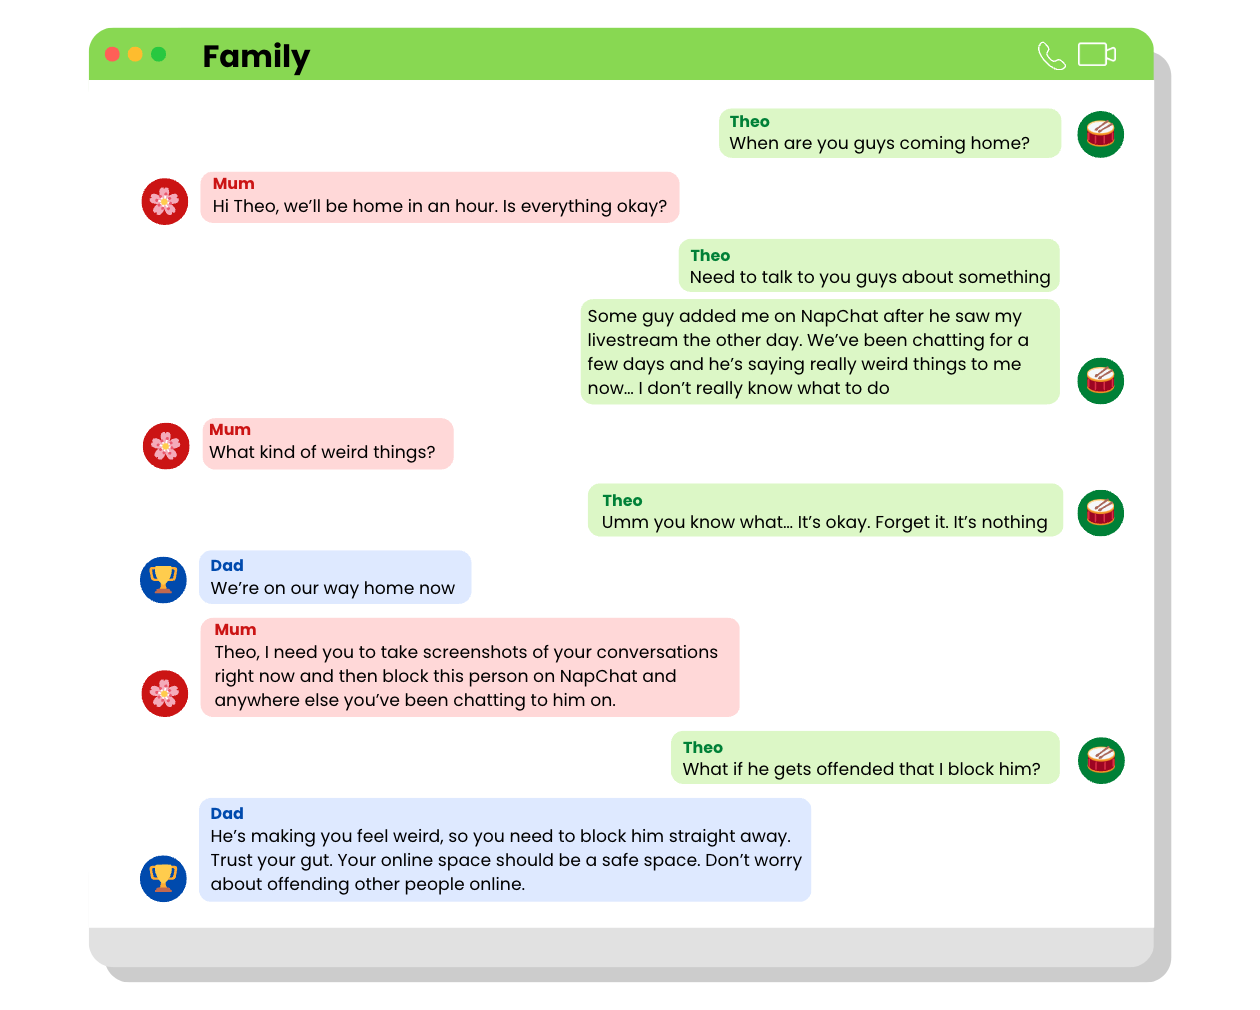 Family
Theo
When are you guys coming home?
Mum
Hi Theo, we’ll be home in an hour. Is everything okay?
Theo
Need to talk to you guys about something
Some guy added me on NapChat after he saw my
livestream the other day. We’ve been chatting for a
few days and he’s saying really weird things to me
now... I don’t really know what to do
Mum
What kind of weird things?
Theo
Umm you know what... It’s okay. Forget it. It’s nothing
Dad
We’re on our way home now
Mum
Theo, I need you to take screenshots of your conversations
right now and then block this person on NapChat and
anywhere else you’ve been chatting to him on.
Theo
What if he gets offended that I block him?
Dad
He’s making you feel weird, so you need to block him straight away.
Trust your gut. Your online space should be a safe space. Don’t worry
about offending other people online.